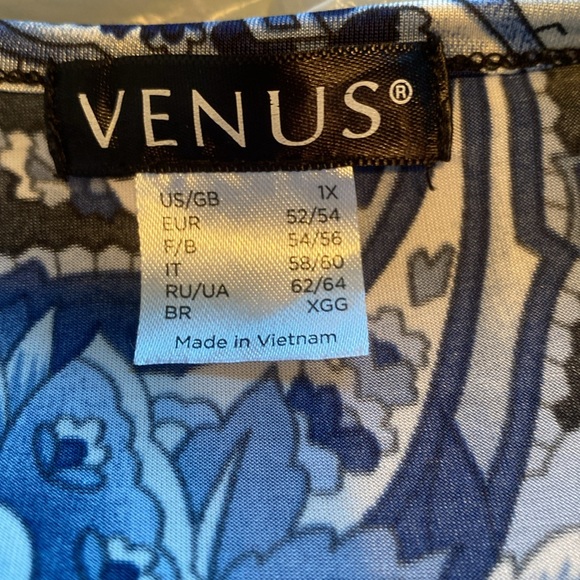 VENUS®
US/GB 1X
EUR 52/54
F/B 54/56
IT 58/60
RU/UA 62/64
BR XGG
Made in Vietnam